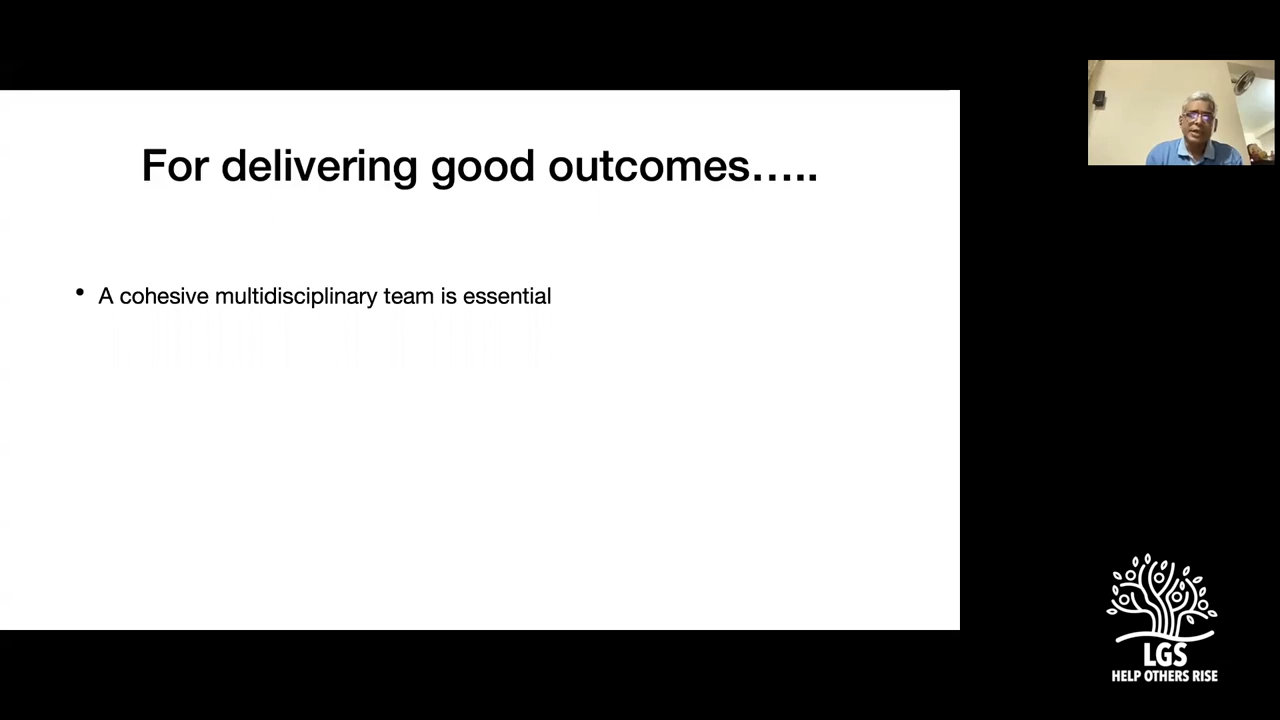 For delivering good outcomes…..
• A cohesive multidisciplinary team is essential
LGS
HELP OTHERS RISE